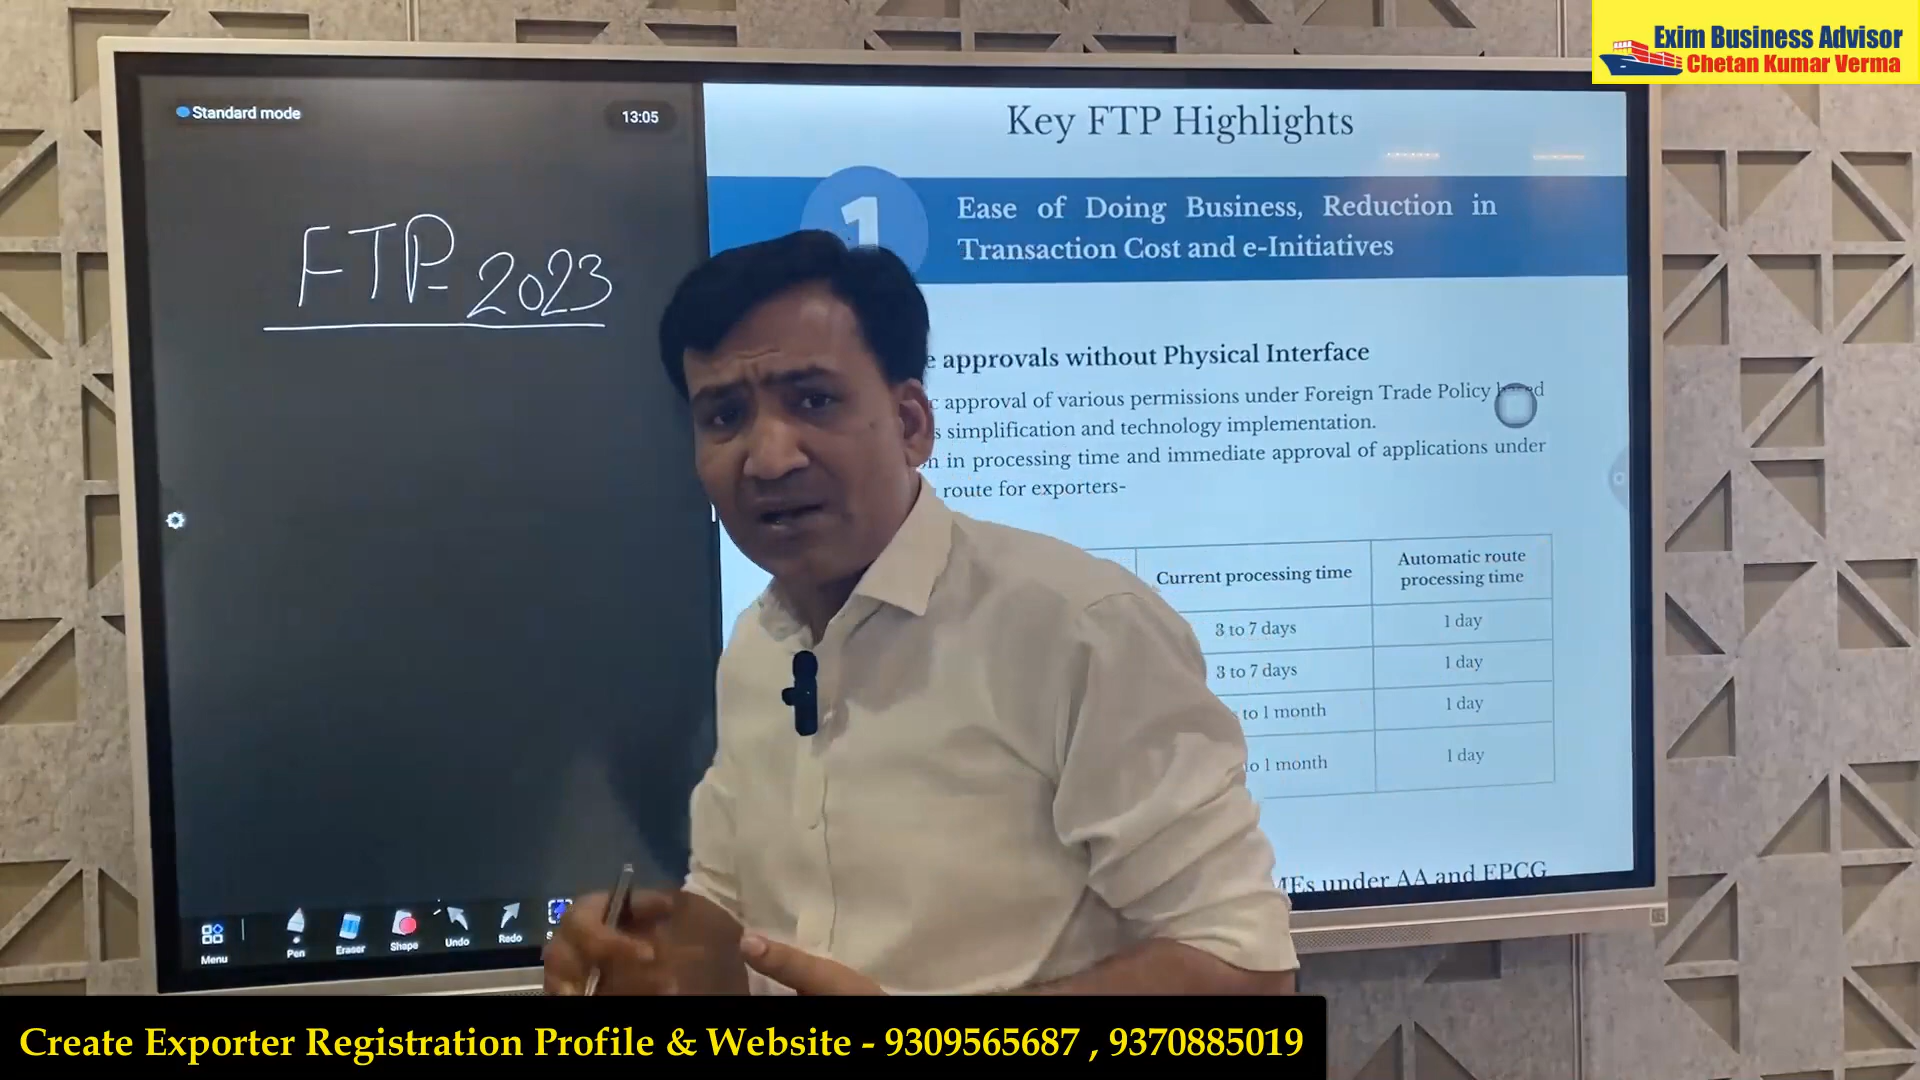 Exim Business Advisor
Chetan Kumar Verma
Standard mode
13:05
FTP-2023
Key FTP Highlights
1
Ease of Doing Business, Reduction in
Transaction Cost and e-Initiatives
approvals without Physical Interface
approval of various permissions under Foreign Trade Policy
simplification and technology implementation.
in processing time and immediate approval of applications under
route for exporters-
Current processing time
Automatic route
processing time
3 to 7 days
1 day
3 to 7 days
1 day
to 1 month
1 day
to 1 month
1 day
under AA and EPCG
Menu
Pen
Eraser
Shape
Undo
Redo
Create Exporter Registration Profile & Website - 9309565687 , 9370885019